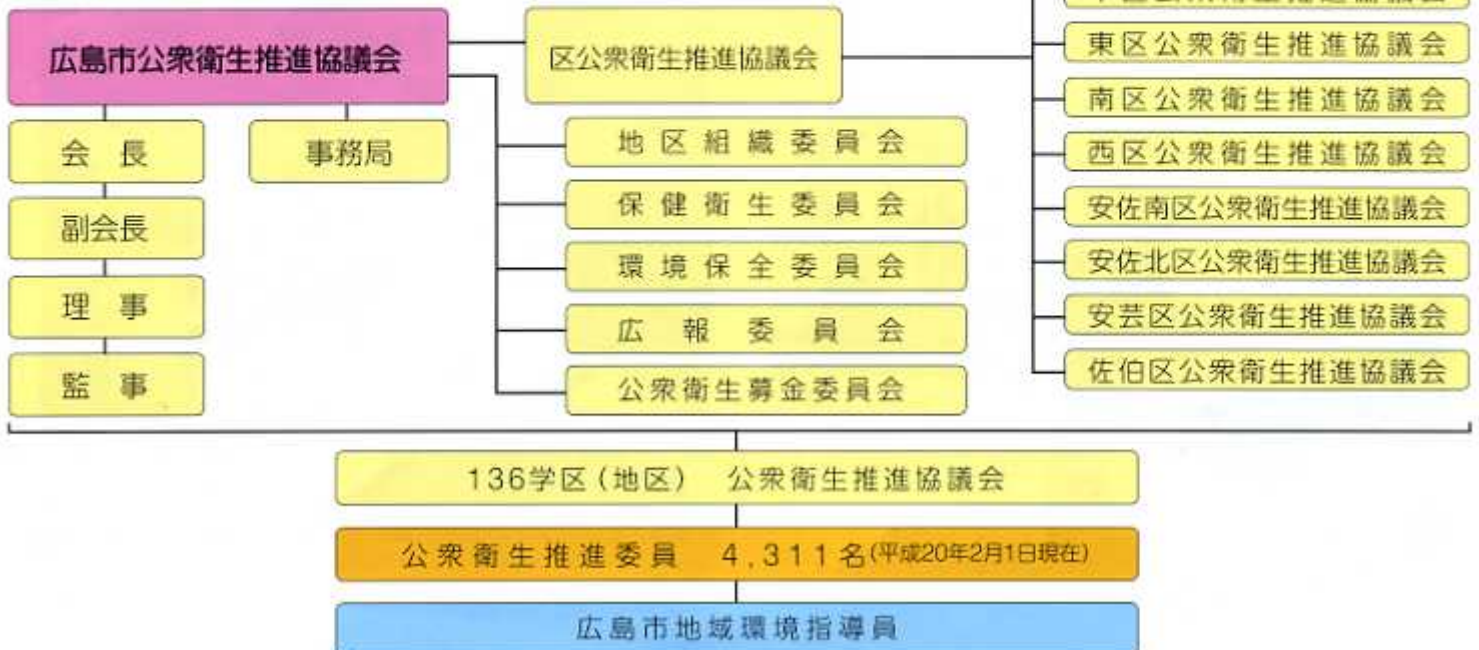 広島市公衆衛生推進協議会
会長
事務局
副会長
理事
監事
区公衆衛生推進協議会
地区組織委員会
保健衛生委員会
環境保全委員会
広報委員会
公衆衛生募金委員会
東区公衆衛生推進協議会
南区公衆衛生推進協議会
西区公衆衛生推進協議会
安佐南区公衆衛生推進協議会
安佐北区公衆衛生推進協議会
安芸区公衆衛生推進協議会
佐伯区公衆衛生推進協議会
136学区(地区) 公衆衛生推進協議会
公衆衛生推進委員 4,311名(平成20年2月1日現在)
広島市地域環境指導員